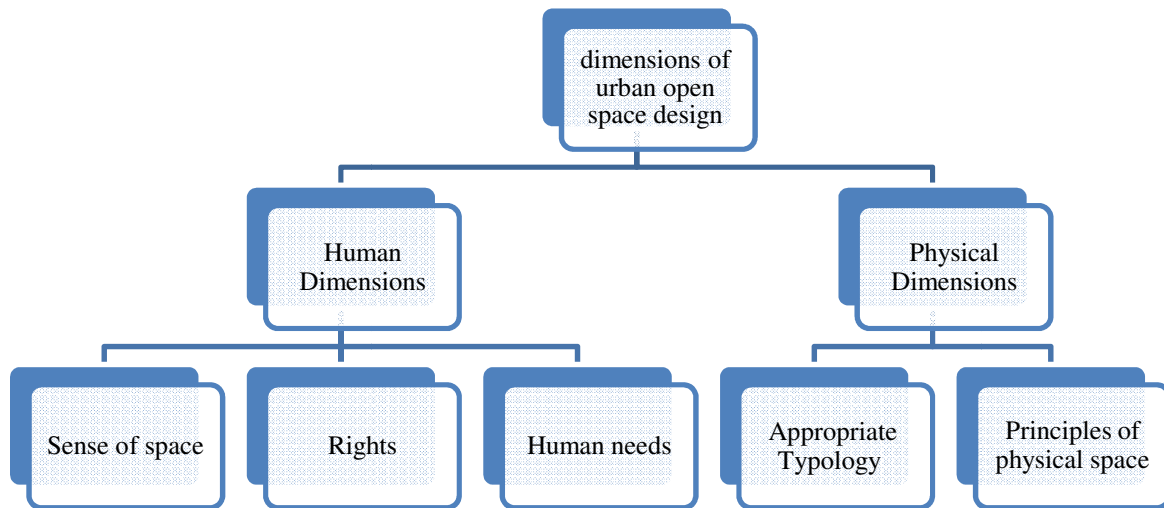 dimensions of
urban open
space design
Human
Dimensions
Physical
Dimensions
Sense of space
Rights
Human needs
Appropriate
Typology
Principles of
physical space